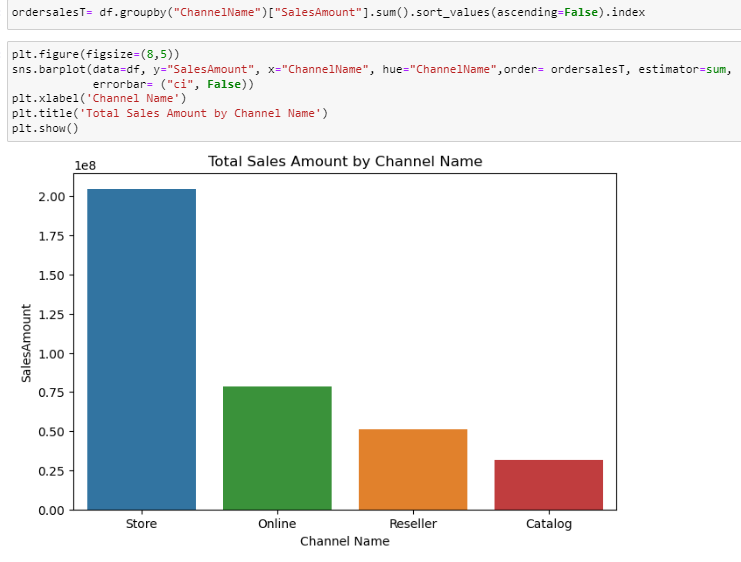 ordersalesT= df.groupby("ChannelName")["SalesAmount"].sum().sort_values(ascending=False).index
plt.figure(figsize=(8,5))
sns.barplot(data=df, y="SalesAmount", x="ChannelName", hue="ChannelName",order= ordersalesT, estimator=sum,
errorbar= ("ci", False))
plt.xlabel('Channel Name')
plt.title('Total Sales Amount by Channel Name')
plt.show()
Total Sales Amount by Channel Name
1e8
2.00
1.75
1.50
1.25
1.00
0.75
0.50
0.25
0.00
SalesAmount
Store Online Reseller Catalog
Channel Name